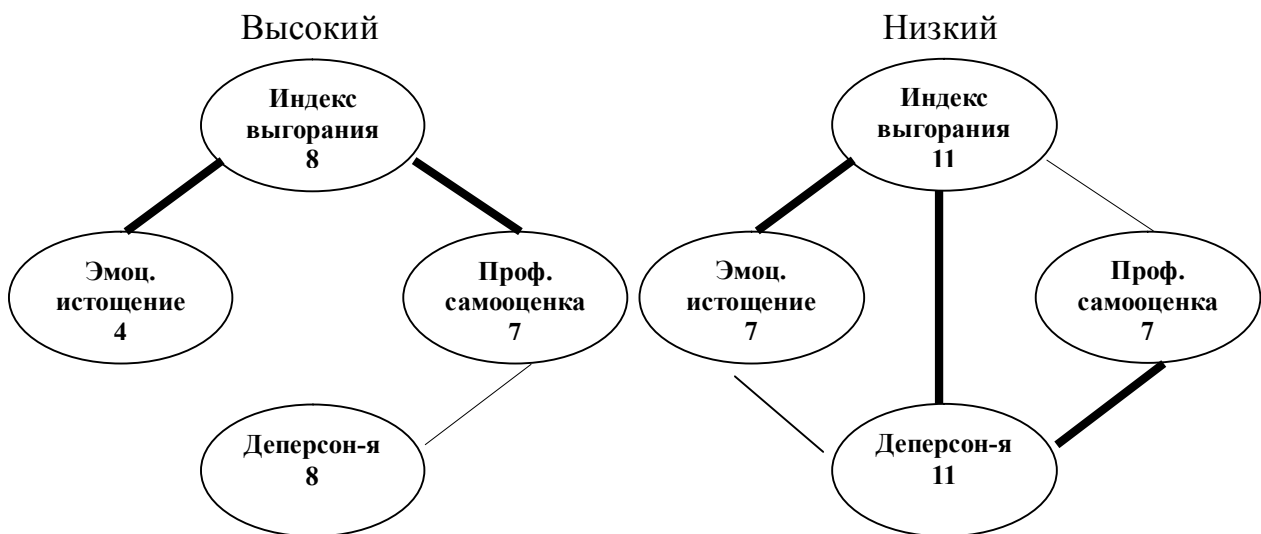 Высокий
Индекс
выгорания
8
Эмоц.
истощение
4
Проф.
самооценка
7
Деперсон-я
8
Низкий
Индекс
выгорания
11
Эмоц.
истощение
7
Проф.
самооценка
7
Деперсон-я
11